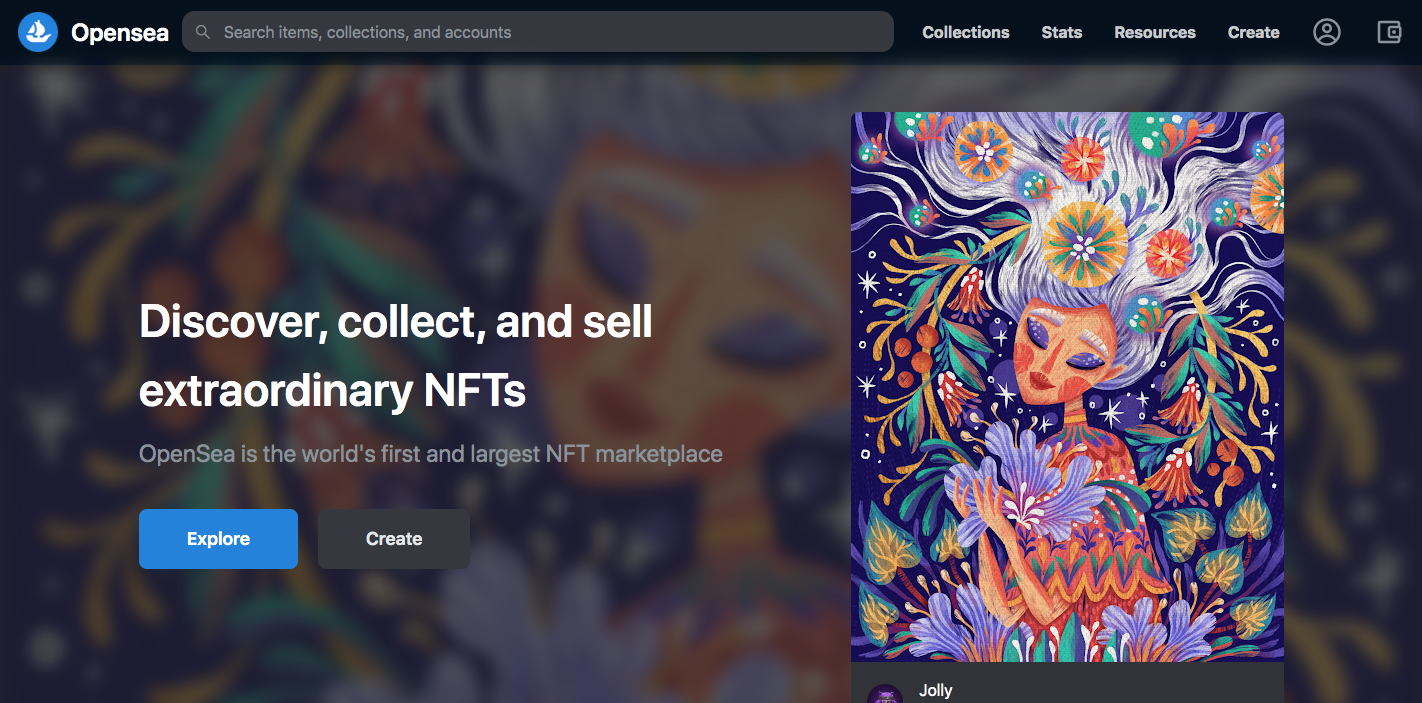 Opensea
Search items, collections, and accounts
Collections
Stats
Resources
Create
Discover, collect, and sell
extraordinary NFTs
OpenSea is the world's first and largest NFT marketplace
Explore
Create
Jolly